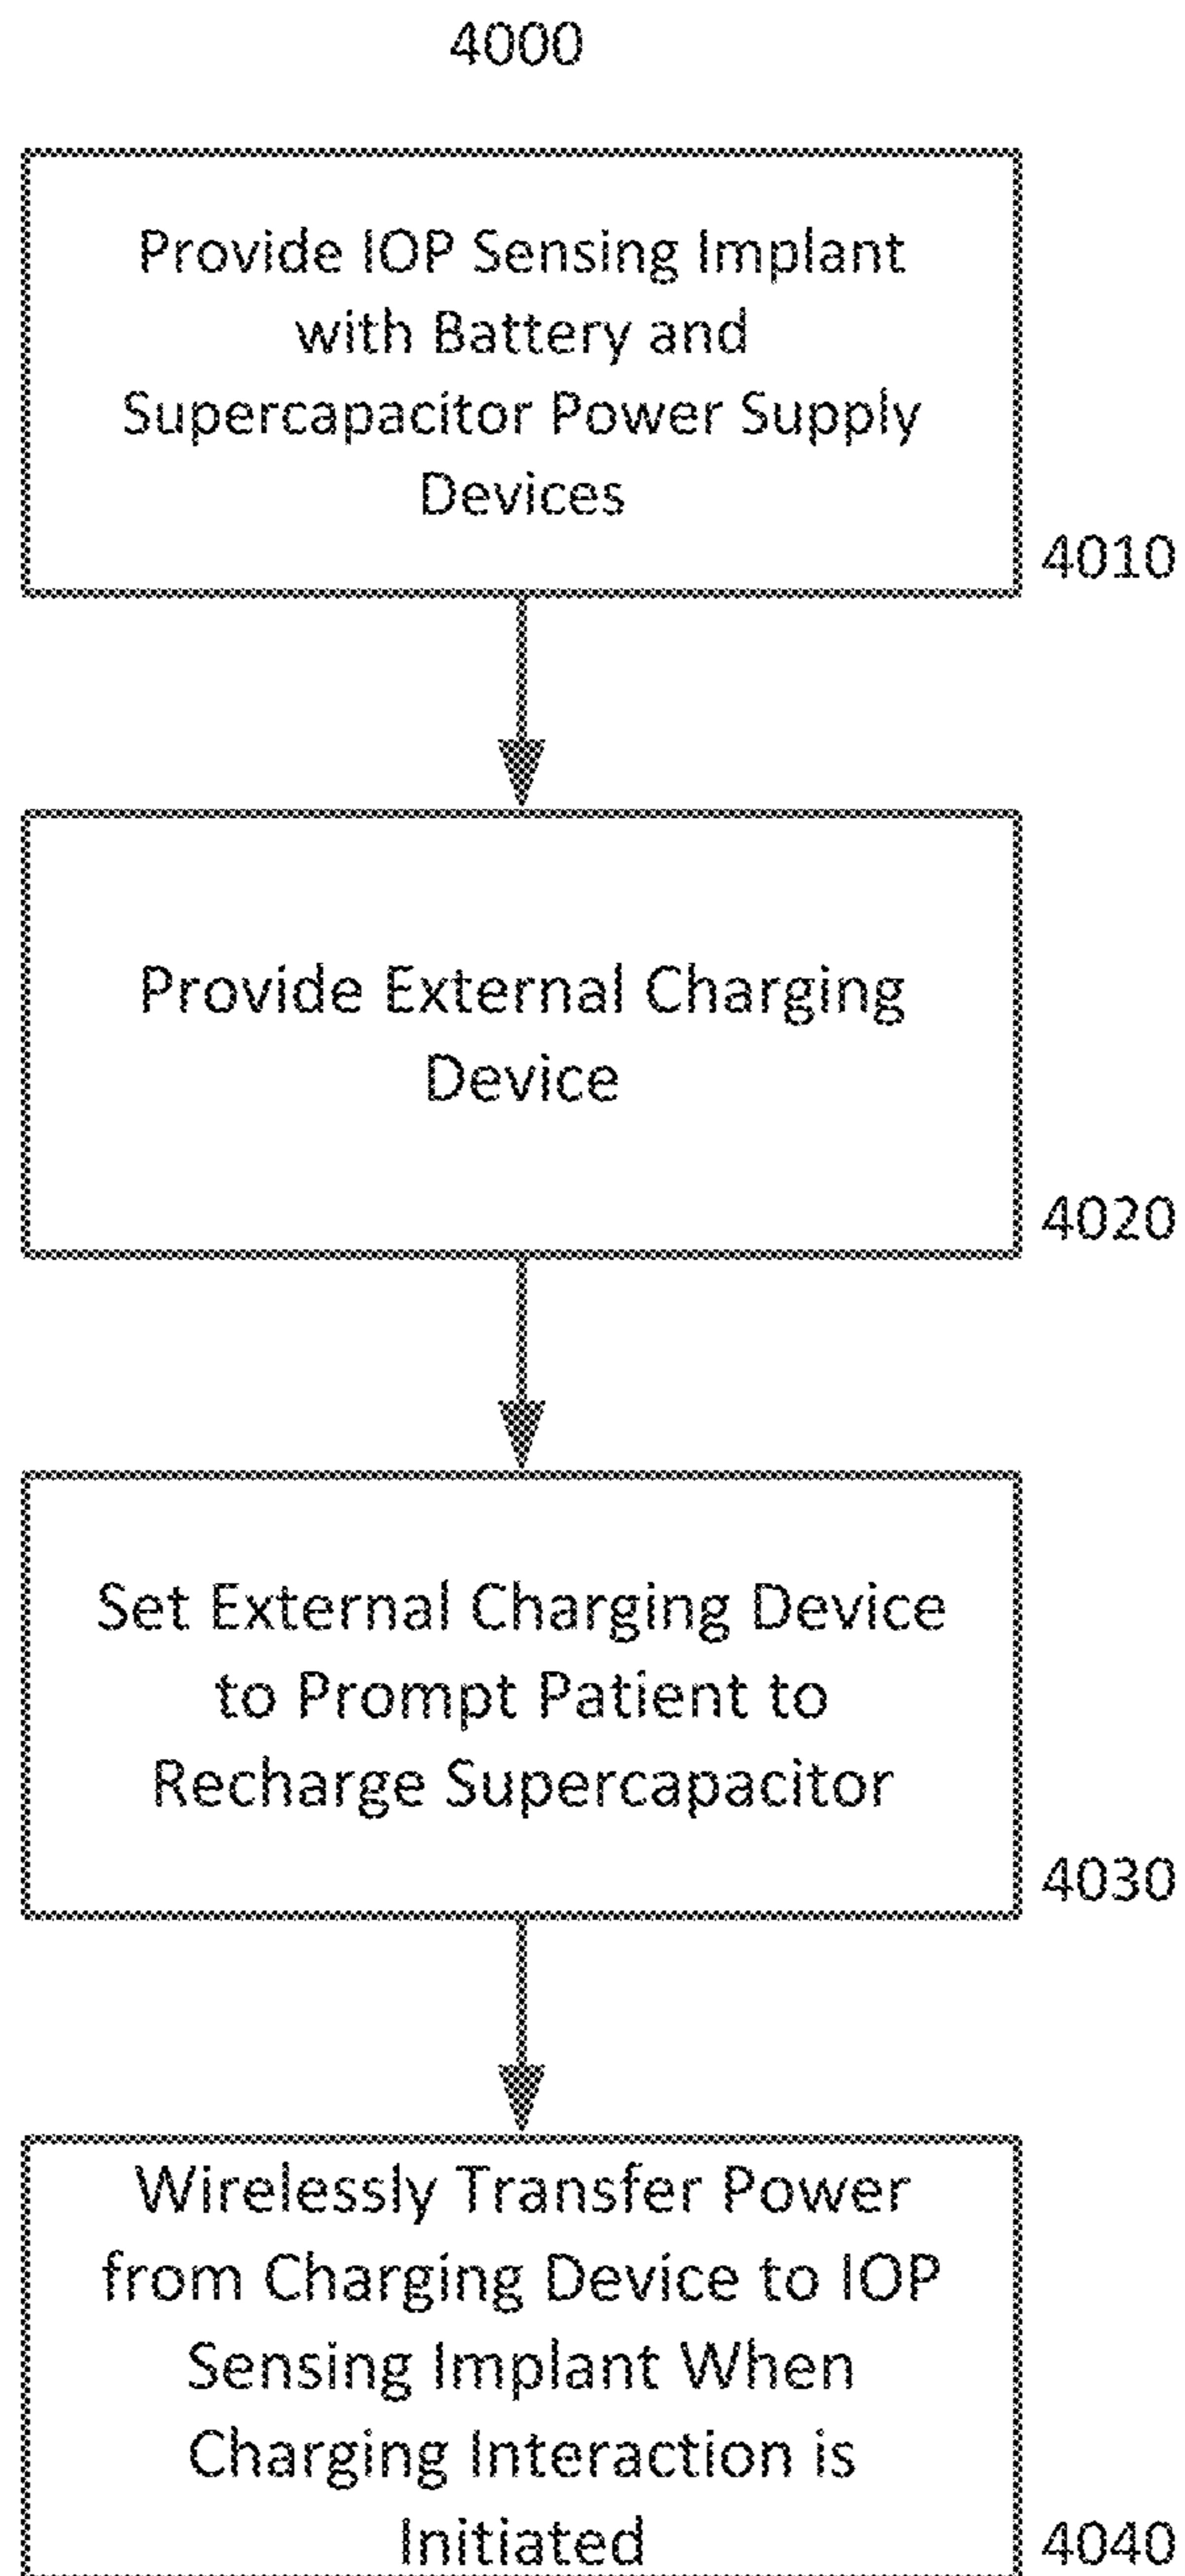 4000
Provide IOP Sensing Implant
with Battery and
Supercapacitor Power Supply
Devices
4010
Provide External Charging
Device
4020
Set External Charging Device
to Prompt Patient to
Recharge Supercapacitor
4030
Wirelessly Transfer Power
from Charging Device to IOP
Sensing Implant When
Charging Interaction is
Initiated
4040